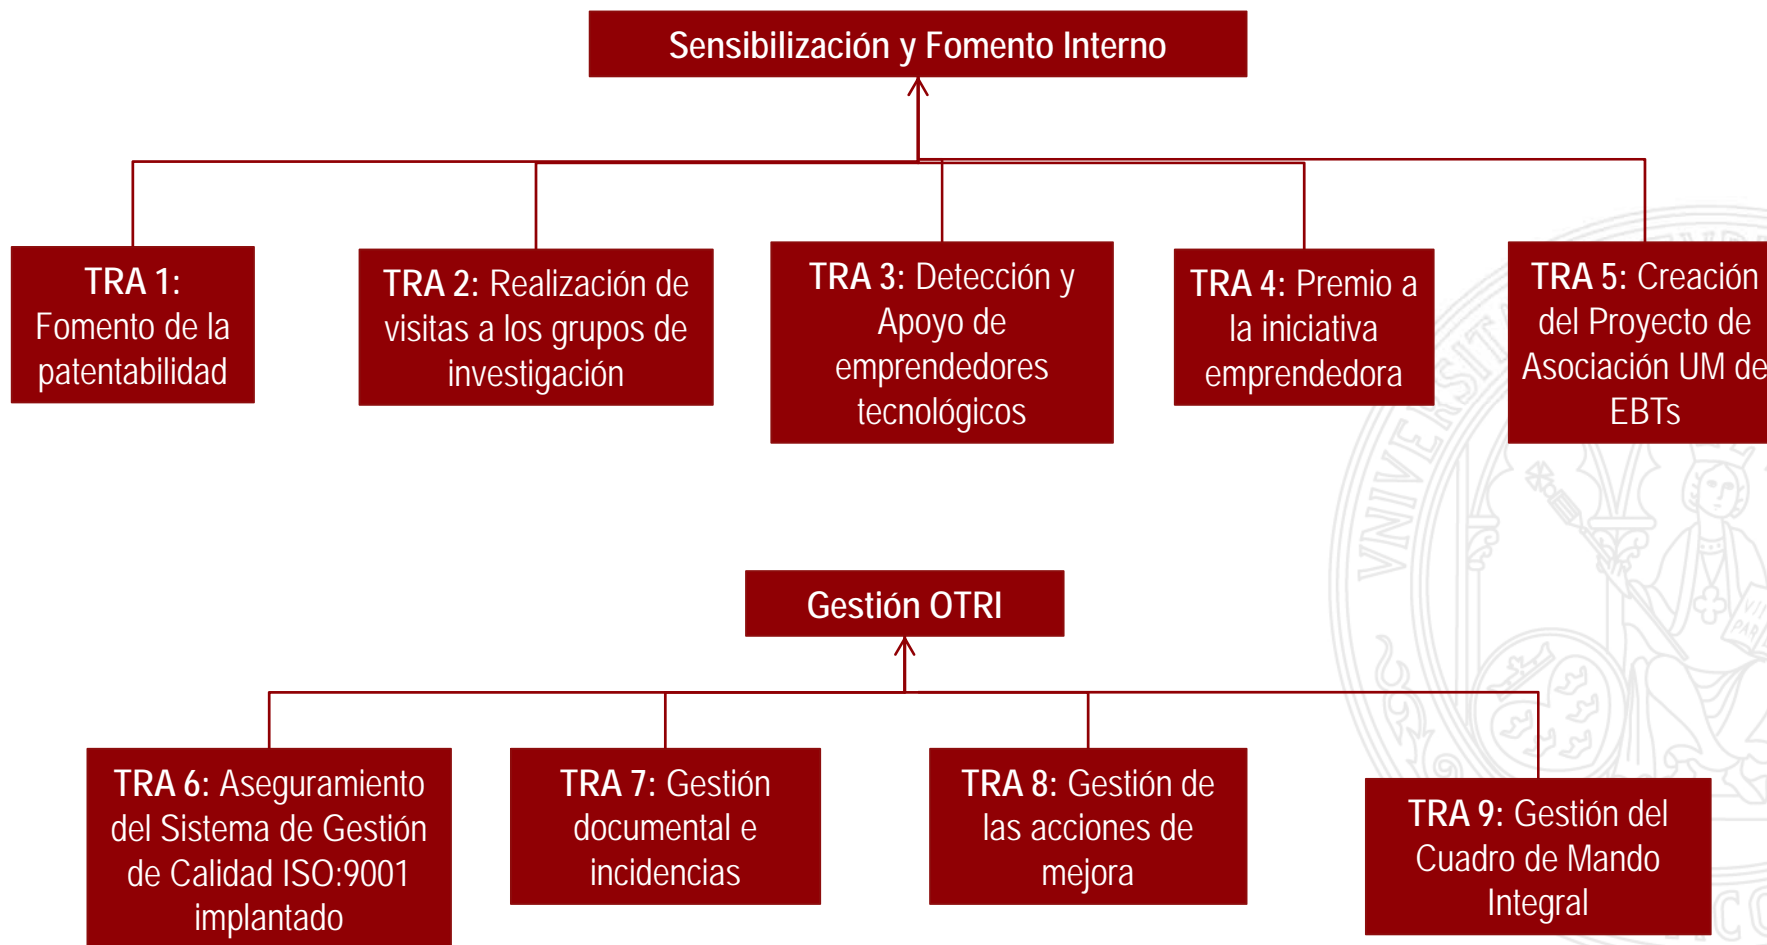 Sensibilización y Fomento Interno
TRA 1:
Fomento de la
patentabilidad
TRA 2: Realización de
visitas a los grupos de
investigación
TRA 3: Detección y
Apoyo de
emprendedores
tecnológicos
TRA 4: Premio a
la iniciativa
emprendedora
TRA 5: Creación
del Proyecto de
Asociación UM de
EBTs
Gestión OTRI
TRA 6: Aseguramiento
del Sistema de Gestión
de Calidad ISO:9001
implantado
TRA 7: Gestión
documental e
incidencias
TRA 8: Gestión de
las acciones de
mejora
TRA 9: Gestión del
Cuadro de Mando
Integral